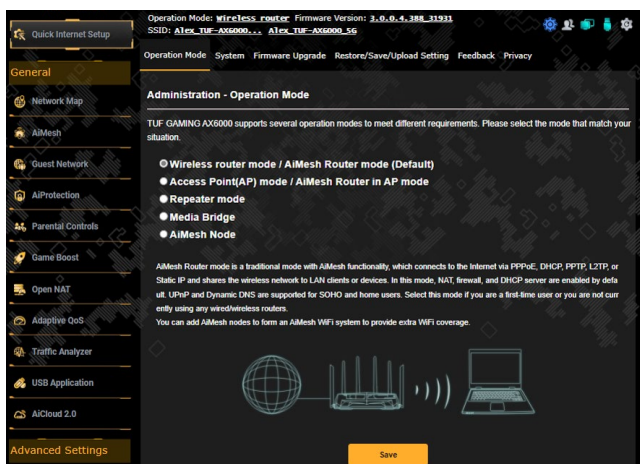 Quick Internet Setup
Operation Mode: Wireless router Firmware Version: 3.0.0.4.388_31931
SSID: Alex_TUF-AX6000... Alex_TUF-AX6000_5G
Operation Mode System Firmware Upgrade Restore/Save/Upload Setting Feedback Privacy
General
Network Map
AiMesh
Guest Network
AiProtection
Parental Controls
Game Boost
Open NAT
Adaptive QoS
Traffic Analyzer
USB Application
AiCloud 2.0
Advanced Settings
Administration - Operation Mode
TUF GAMING AX6000 supports several operation modes to meet different requirements. Please select the mode that match your
situation.
Wireless router mode / AiMesh Router mode (Default)
Access Point(AP) mode / AiMesh Router in AP mode
Repeater mode
Media Bridge
AiMesh Node
AiMesh Router mode is a traditional mode with AiMesh functionality, which connects to the Internet via PPPoE, DHCP, PPTP, L2TP, or
Static IP and shares the wireless network to LAN clients or devices. In this mode, NAT, firewall, and DHCP server are enabled by defa
ult. UPnP and Dynamic DNS are supported for SOHO and home users. Select this mode if you are a first-time user or you are not curr
ently using any wired/wireless routers.
You can add AiMesh nodes to form an AiMesh WiFi system to provide extra WiFi coverage.
Save